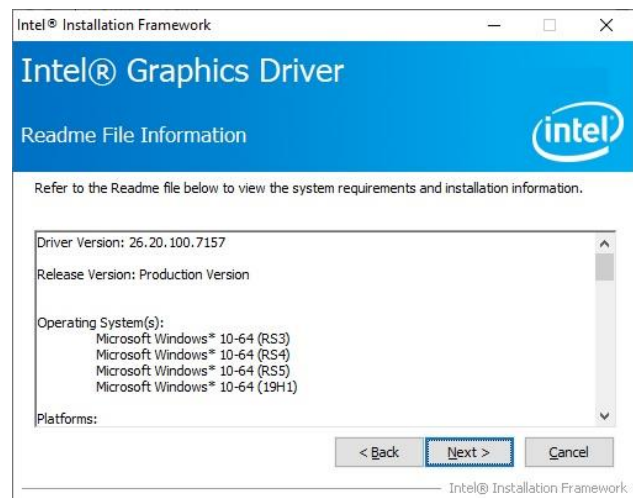 Intel® Installation Framework
Intel® Graphics Driver
Readme File Information
intel
Refer to the Readme file below to view the system requirements and installation information.
Driver Version: 26.20.100.7157
Release Version: Production Version
Operating System(s):
Microsoft Windows* 10-64 (RS3)
Microsoft Windows* 10-64 (RS4)
Microsoft Windows* 10-64 (RS5)
Microsoft Windows* 10-64 (19H1)
Platforms:
< Back Next > Cancel
Intel® Installation Framework